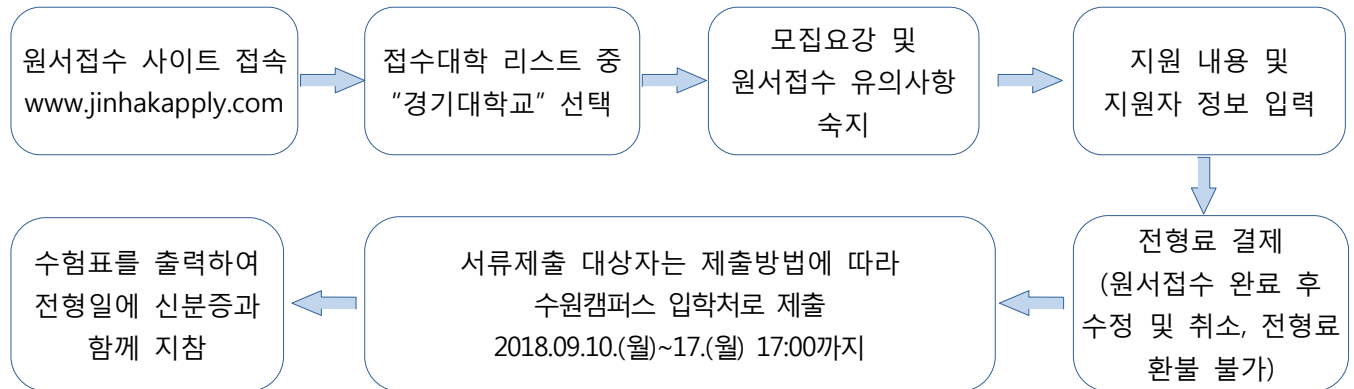 원서접수 사이트 접속
www.jinhakapply.com
접수대학 리스트 중
“경기대학교” 선택
모집요강 및
원서접수 유의사항
숙지
지원 내용 및
지원자 정보 입력
전형료 결제
(원서접수 완료 후
수정 및 취소, 전형료
환불 불가)
서류제출 대상자는 제출방법에 따라
수원캠퍼스 입학처로 제출
2018.09.10.(월)~17.(월) 17:00까지
수험표를 출력하여
전형일에 신분증과
함께 지참